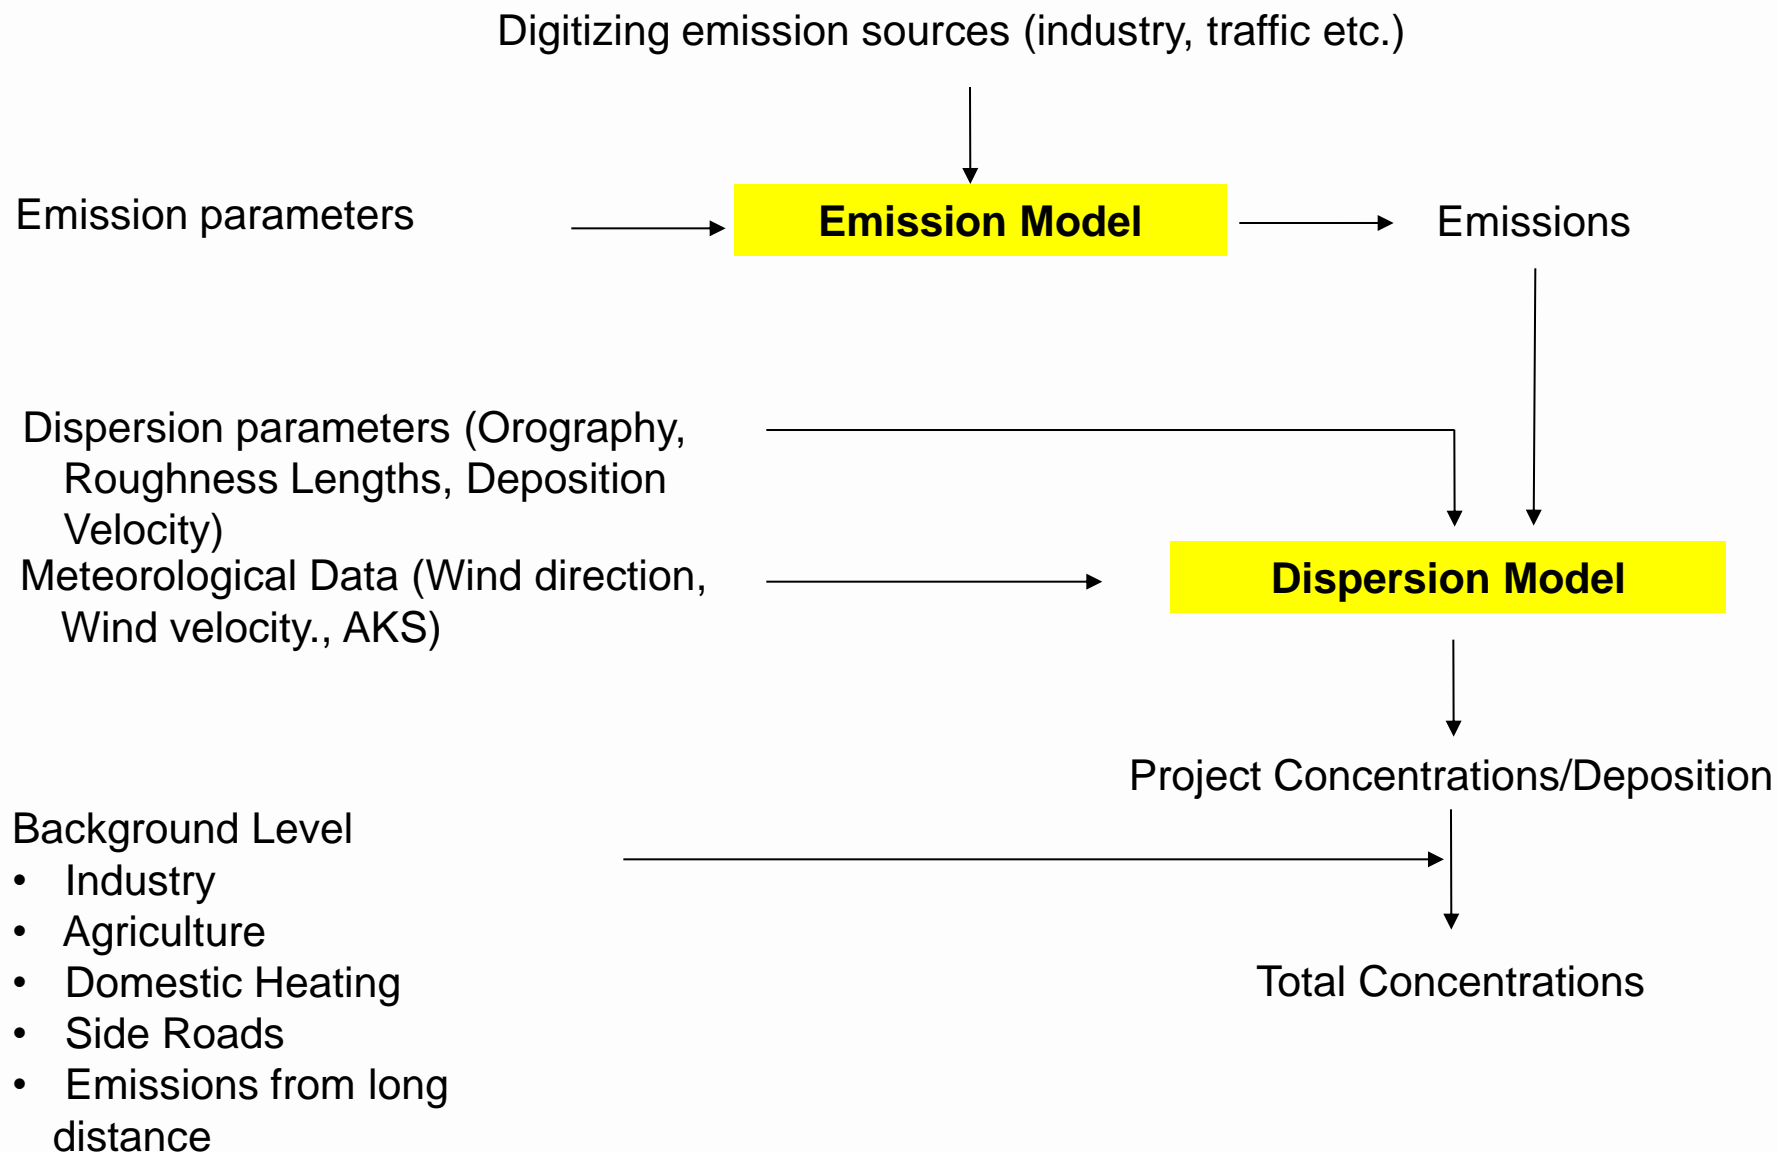 Digitizing emission sources (industry, traffic etc.)
Emission parameters
Emission Model
Emissions
Dispersion parameters (Orography,
Roughness Lengths, Deposition
Velocity)
Meteorological Data (Wind direction,
Wind velocity., AKS)
Dispersion Model
Project Concentrations/Deposition
Background Level
• Industry
• Agriculture
• Domestic Heating
• Side Roads
• Emissions from long
distance
Total Concentrations